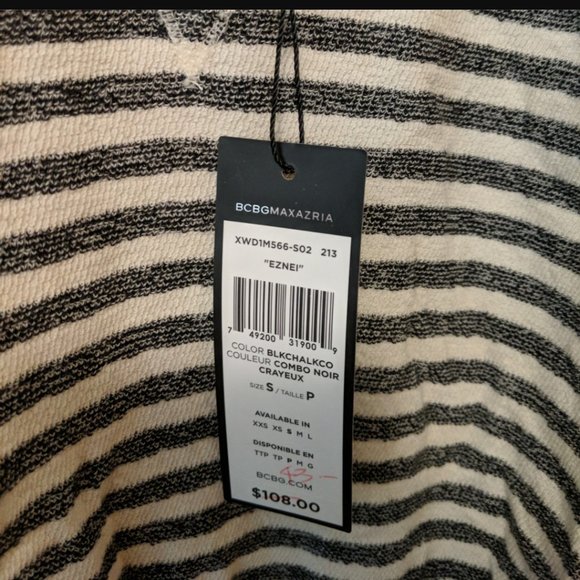 BCBGMAXAZRIA
XWD1M566-S02 213
"EZNEI"
7 49200 31900 9
COLOR BLKCHALKCO
COULEUR COMBO NOIR
CRAYEUX
SIZE S / TAILLE P
AVAILABLE IN
XXS XS S M L
DISPONIBLE EN
TTP TP P M G
43.-
BCBG.COM
$108.00